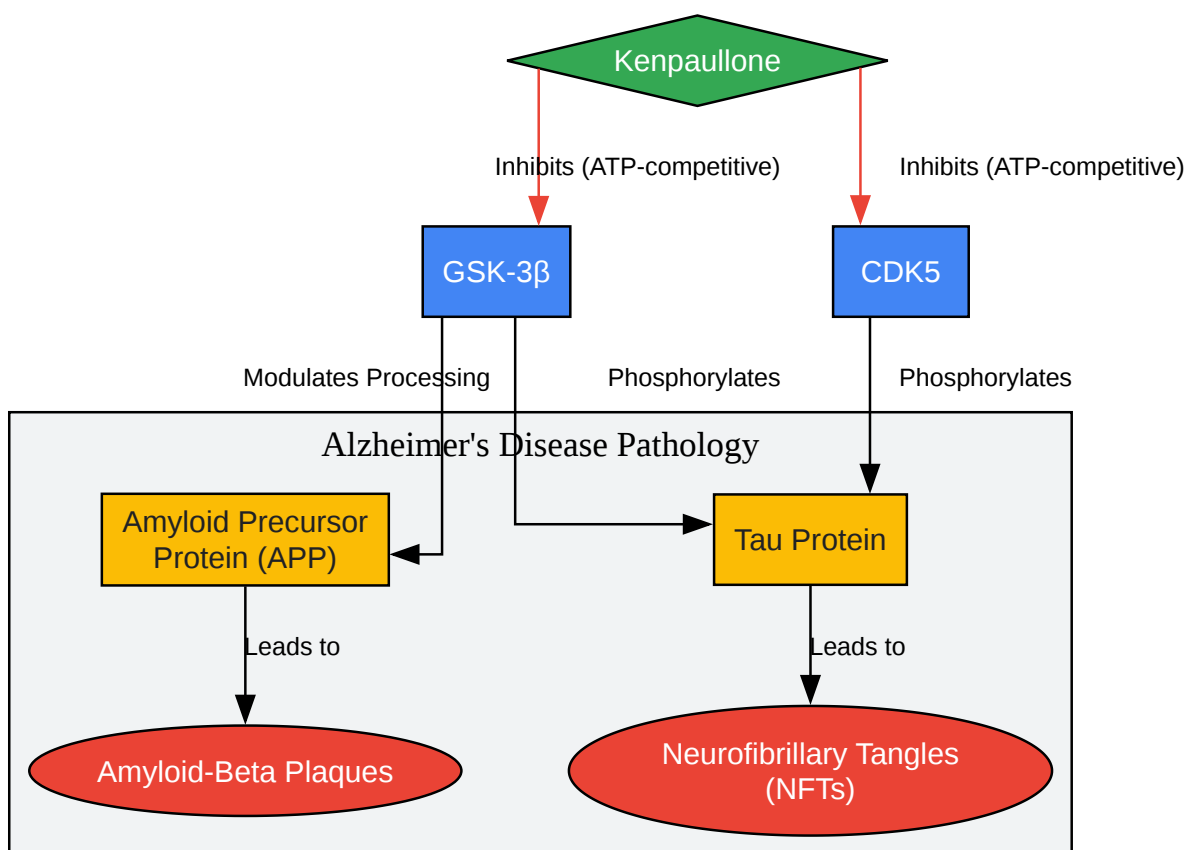 Kenpaullone
Inhibits (ATP-competitive)
Inhibits (ATP-competitive)
GSK-3β
CDK5
Modulates Processing
Phosphorylates
Phosphorylates
Alzheimer's Disease Pathology
Amyloid Precursor
Protein (APP)
Tau Protein
Leads to
Leads to
Amyloid-Beta Plaques
Neurofibrillary Tangles
(NFTs)